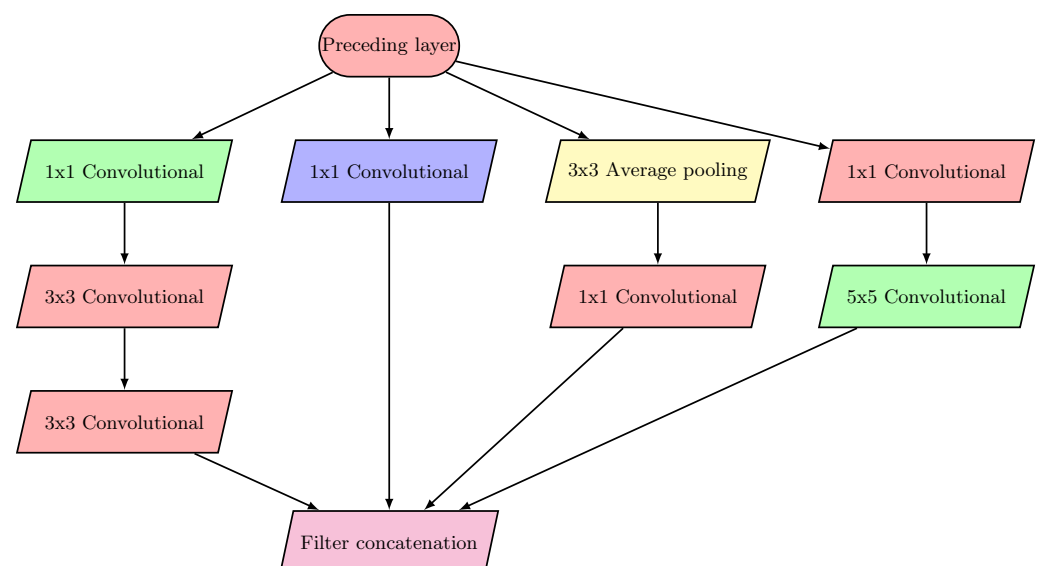 Preceding layer
1x1 Convolutional
1x1 Convolutional
3x3 Average pooling
1x1 Convolutional
3x3 Convolutional
1x1 Convolutional
5x5 Convolutional
3x3 Convolutional
Filter concatenation